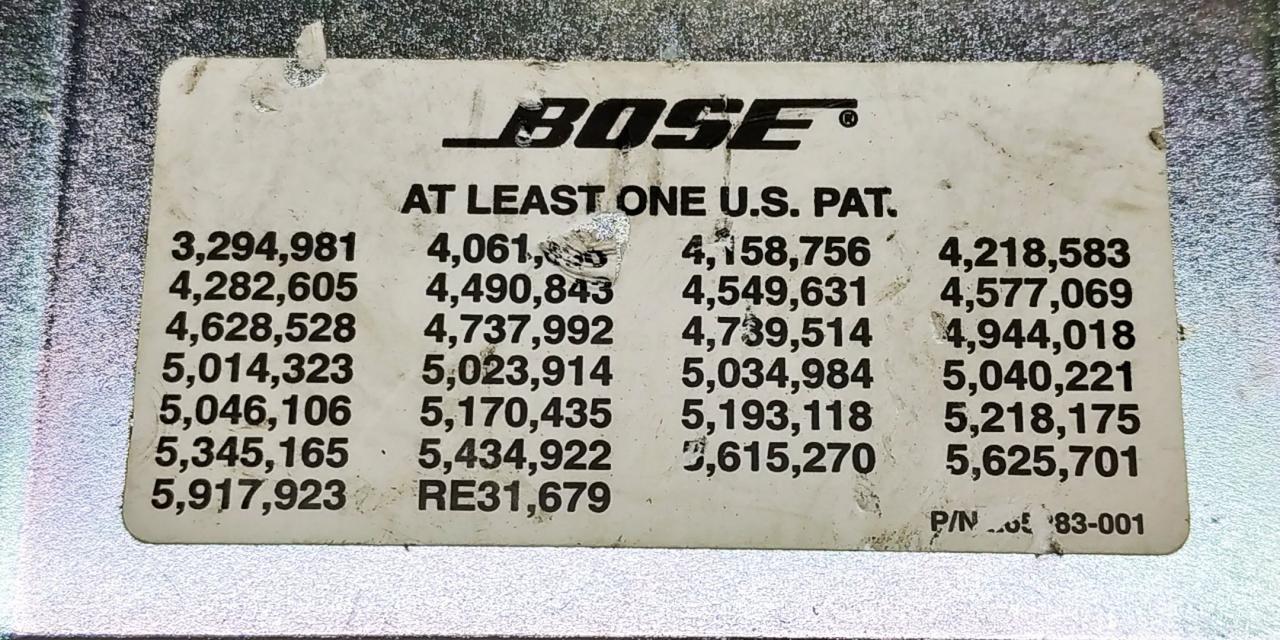 BOSE®
AT LEAST ONE U.S. PAT.
3,294,981 4,158,756 4,218,583
4,282,605 4,490,843 4,549,631 4,577,069
4,628,528 4,737,992 4,739,514 4,944,018
5,014,323 5,023,914 5,034,984 5,040,221
5,046,106 5,170,435 5,193,118 5,218,175
5,345,165 5,434,922 5,625,701
5,917,923 RE31,679
P/N